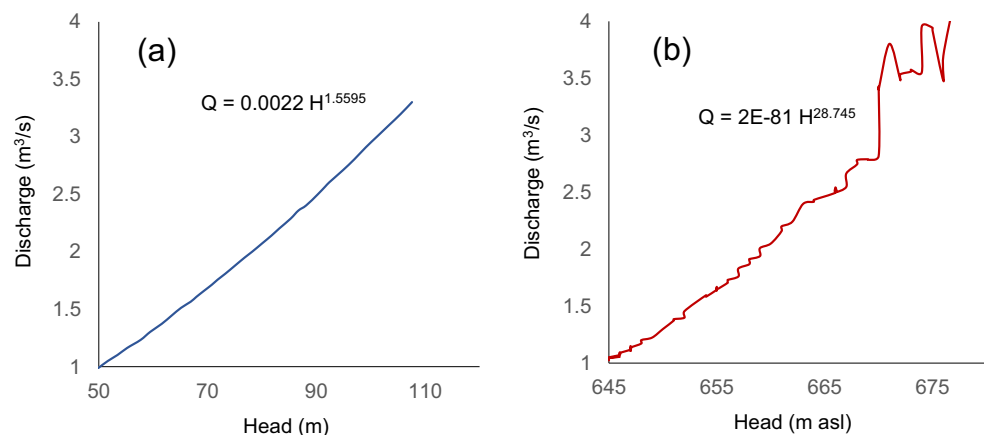 (a)
Q = 0.0022 H^1.5595
Discharge (m³/s)
4
3.5
3
2.5
2
1.5
1
50 70 90 110
Head (m)
(b)
Q = 2E-81 H^28.745
Discharge (m³/s)
4
3.5
3
2.5
2
1.5
1
645 655 665 675
Head (m asl)